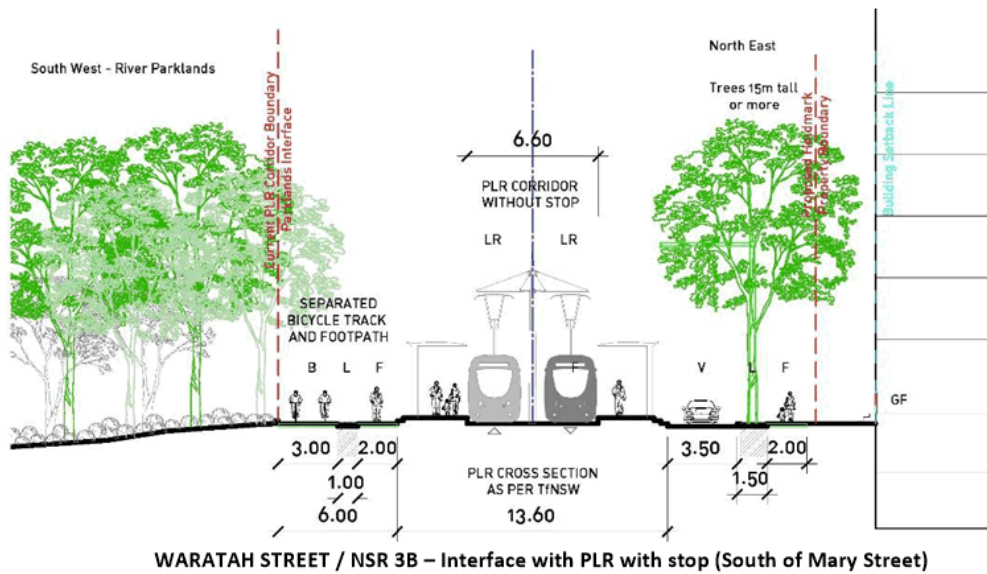 South West - River Parklands
Current PLR Corridor Boundary
Parklands Interface
North East
Trees 15m tall
or more
Proposed Holdmark
Property Boundary
Building Setback Line
6.60
PLR CORRIDOR
WITHOUT STOP
LR
LR
SEPARATED
BICYCLE TRACK
AND FOOTPATH
B
L
F
F
V
L
F
GF
3.00
2.00
1.00
6.00
PLR CROSS SECTION
AS PER TfNSW
13.60
3.50
2.00
1.50
WARATAH STREET / NSR 3B – Interface with PLR with stop (South of Mary Street)